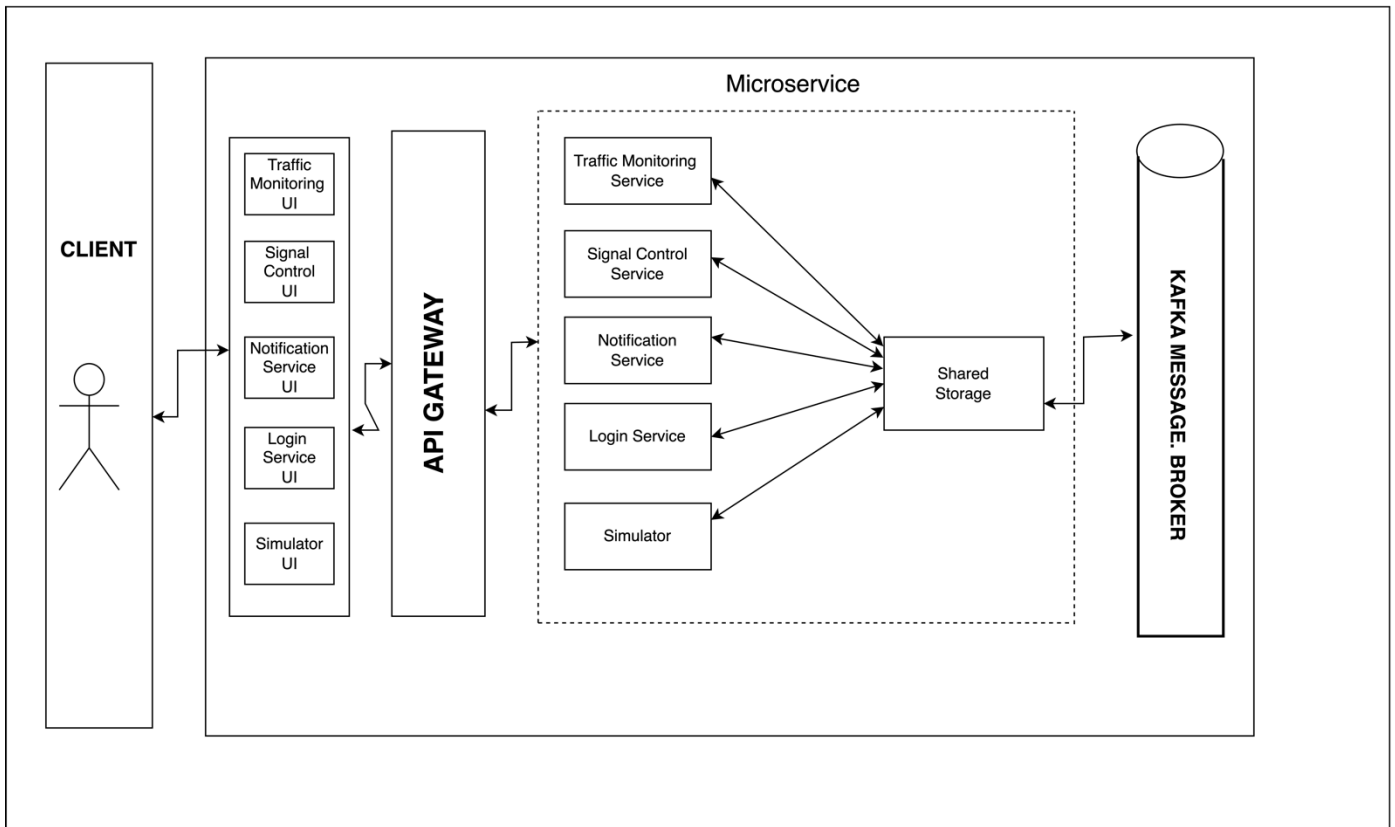 Microservice
CLIENT
Traffic
Monitoring
UI
Signal
Control
UI
Notification
Service
UI
Login
Service
UI
Simulator
UI
API GATEWAY
Traffic Monitoring
Service
Signal Control
Service
Notification
Service
Login Service
Simulator
Shared
Storage
KAFKA MESSAGE. BROKER